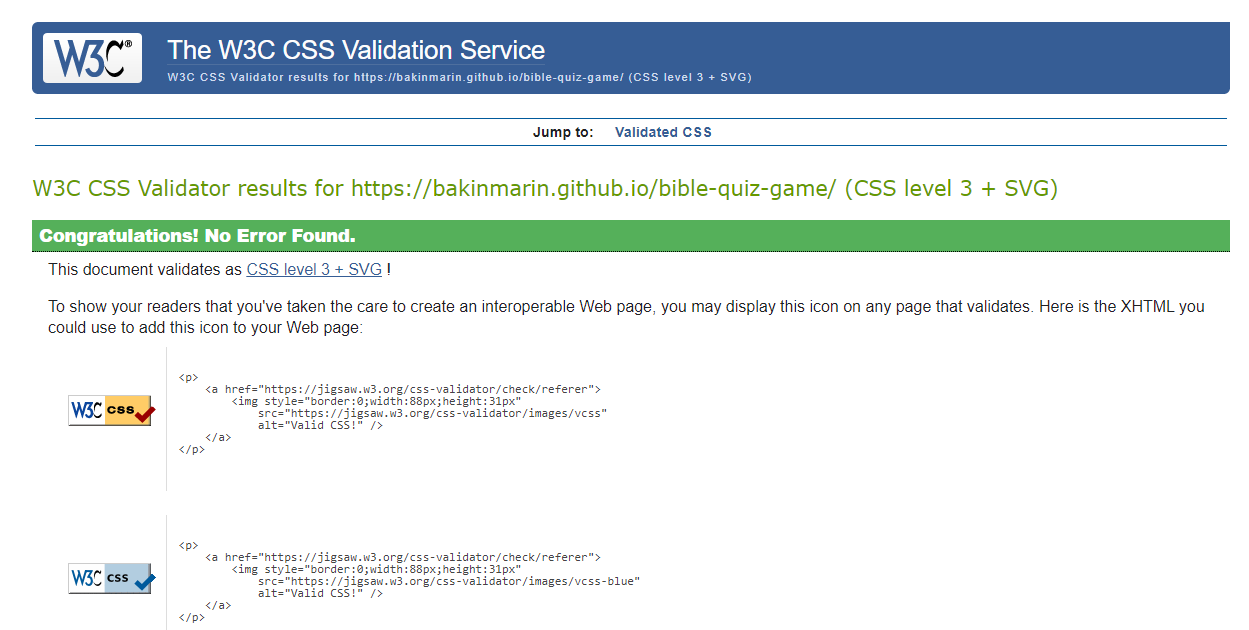 W3C®
The W3C CSS Validation Service
W3C CSS Validator results for https://bakinmarin.github.io/bible-quiz-game/ (CSS level 3 + SVG)
Jump to: Validated CSS
W3C CSS Validator results for https://bakinmarin.github.io/bible-quiz-game/ (CSS level 3 + SVG)
Congratulations! No Error Found.
This document validates as CSS level 3 + SVG !
To show your readers that you've taken the care to create an interoperable Web page, you may display this icon on any page that validates. Here is the XHTML you
could use to add this icon to your Web page:
W3C css
<p>
<a href="https://jigsaw.w3.org/css-validator/check/referer">
<img style="border:0;width:88px;height:31px"
src="https://jigsaw.w3.org/css-validator/images/vcss"
alt="Valid CSS!" />
</a>
</p>
W3C css
<p>
<a href="https://jigsaw.w3.org/css-validator/check/referer">
<img style="border:0;width:88px;height:31px"
src="https://jigsaw.w3.org/css-validator/images/vcss-blue"
alt="Valid CSS!" />
</a>
</p>